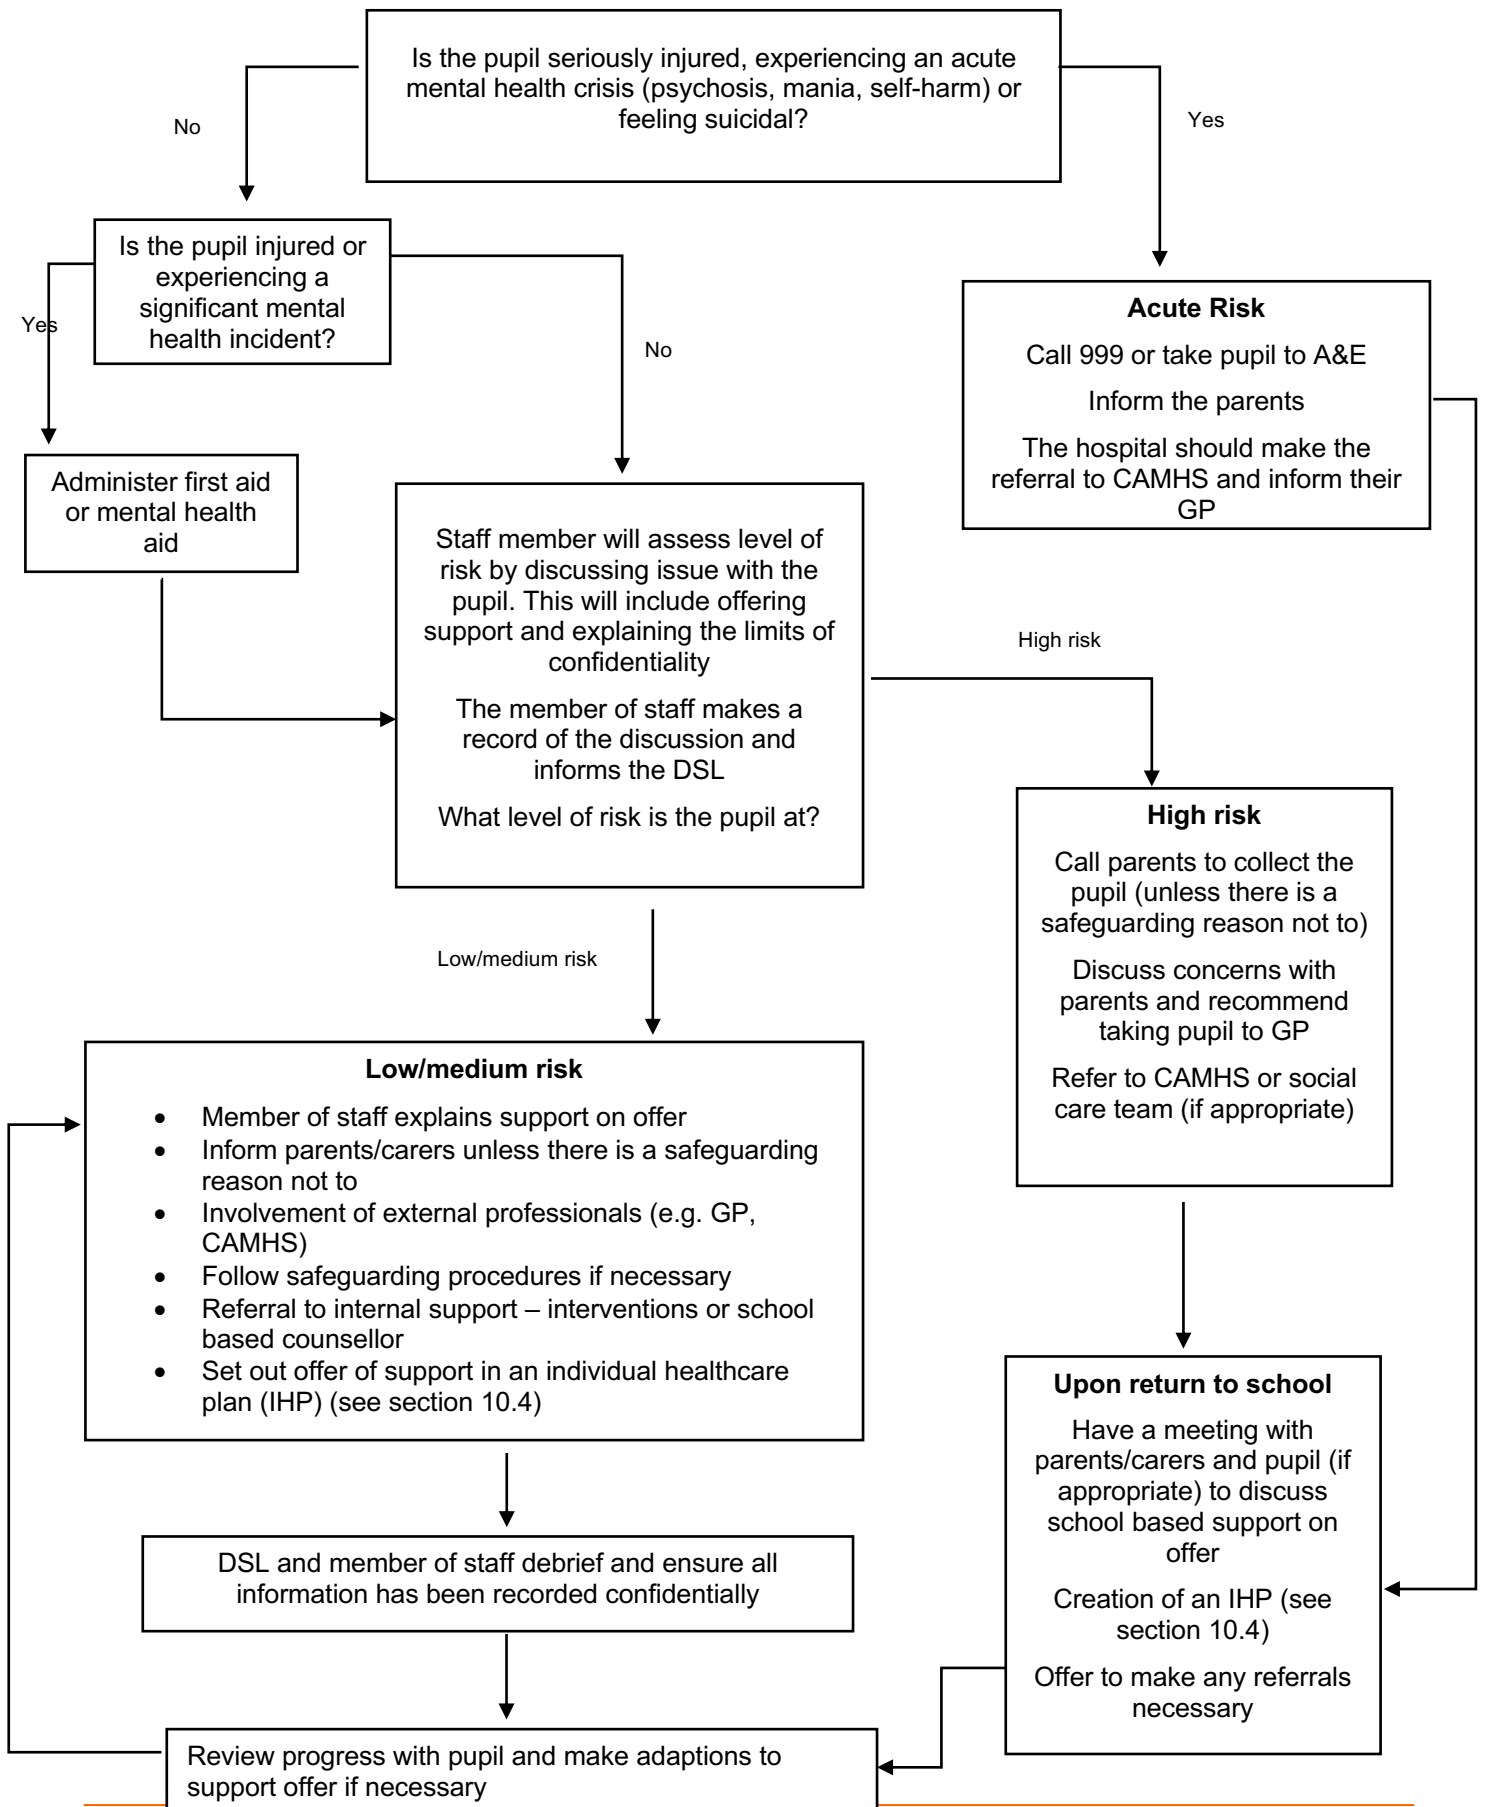 Is the pupil seriously injured, experiencing an acute
mental health crisis (psychosis, mania, self-harm) or
feeling suicidal?
No
Yes
Is the pupil injured or
experiencing a
significant mental
health incident?
Yes
No
Acute Risk
Call 999 or take pupil to A&E
Inform the parents
The hospital should make the
referral to CAMHS and inform their
GP
Administer first aid
or mental health
aid
Staff member will assess level of
risk by discussing issue with the
pupil. This will include offering
support and explaining the limits of
confidentiality
The member of staff makes a
record of the discussion and
informs the DSL
What level of risk is the pupil at?
High risk
High risk
Call parents to collect the
pupil (unless there is a
safeguarding reason not to)
Discuss concerns with
parents and recommend
taking pupil to GP
Refer to CAMHS or social
care team (if appropriate)
Low/medium risk
Low/medium risk
• Member of staff explains support on offer
• Inform parents/carers unless there is a safeguarding
reason not to
• Involvement of external professionals (e.g. GP,
CAMHS)
• Follow safeguarding procedures if necessary
• Referral to internal support – interventions or school
based counsellor
• Set out offer of support in an individual healthcare
plan (IHP) (see section 10.4)
Upon return to school
Have a meeting with
parents/carers and pupil (if
appropriate) to discuss
school based support on
offer
Creation of an IHP (see
section 10.4)
Offer to make any referrals
necessary
DSL and member of staff debrief and ensure all
information has been recorded confidentially
Review progress with pupil and make adaptions to
support offer if necessary